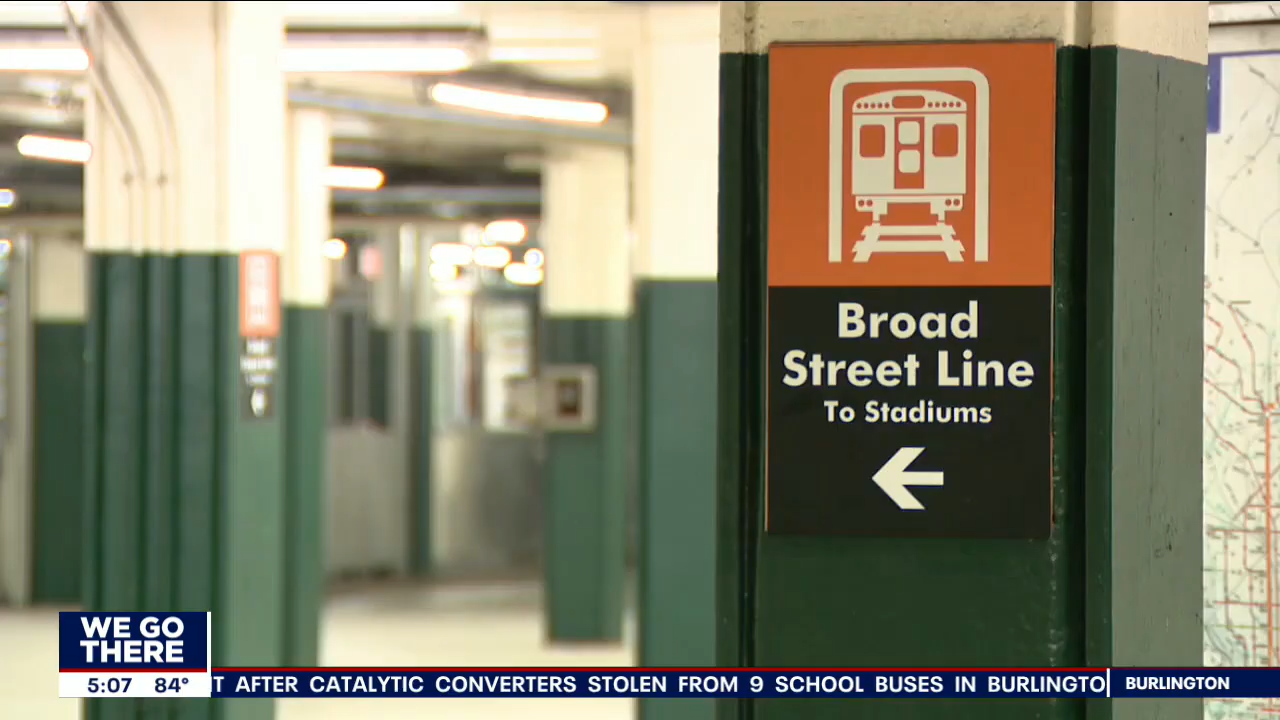 Broad
Street Line
To Stadiums
WE GO
THERE
5:07 84°
AFTER CATALYTIC CONVERTERS STOLEN FROM 9 SCHOOL BUSES IN
BURLINGTON